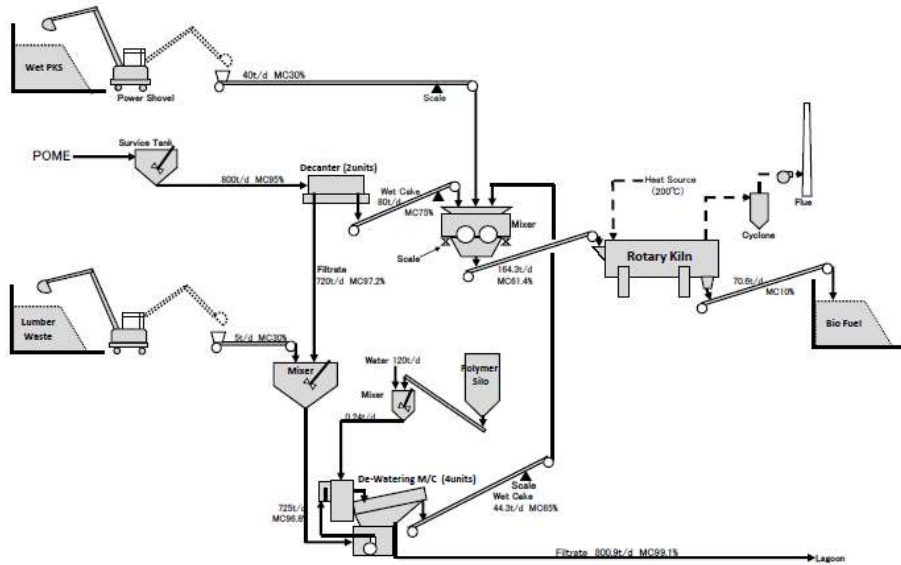 Wet PKS
Power Shovel
40t/d MC30%
Scale
POME
Survice Tank
800t/d MC95%
Decanter (2units)
Wet Cake
80t/d
MC75%
Mixer
Scale
Heat Source
(200℃)
Cyclone
Flue
Rotary Kiln
164.3t/d
MC61.4%
70.6t/d
MC10%
Bio Fuel
Filtrate
720t/d MC97.2%
Lumber
Waste
5t/d MC30%
Mixer
Water 120t/d
Mixer
Polymer
Silo
0.24t/d
De-Watering M/C (4units)
725t/d
MC96.8%
Scale
Wet Cake
44.3t/d MC65%
Filtrate 800.9t/d MC99.1%
Lagoon